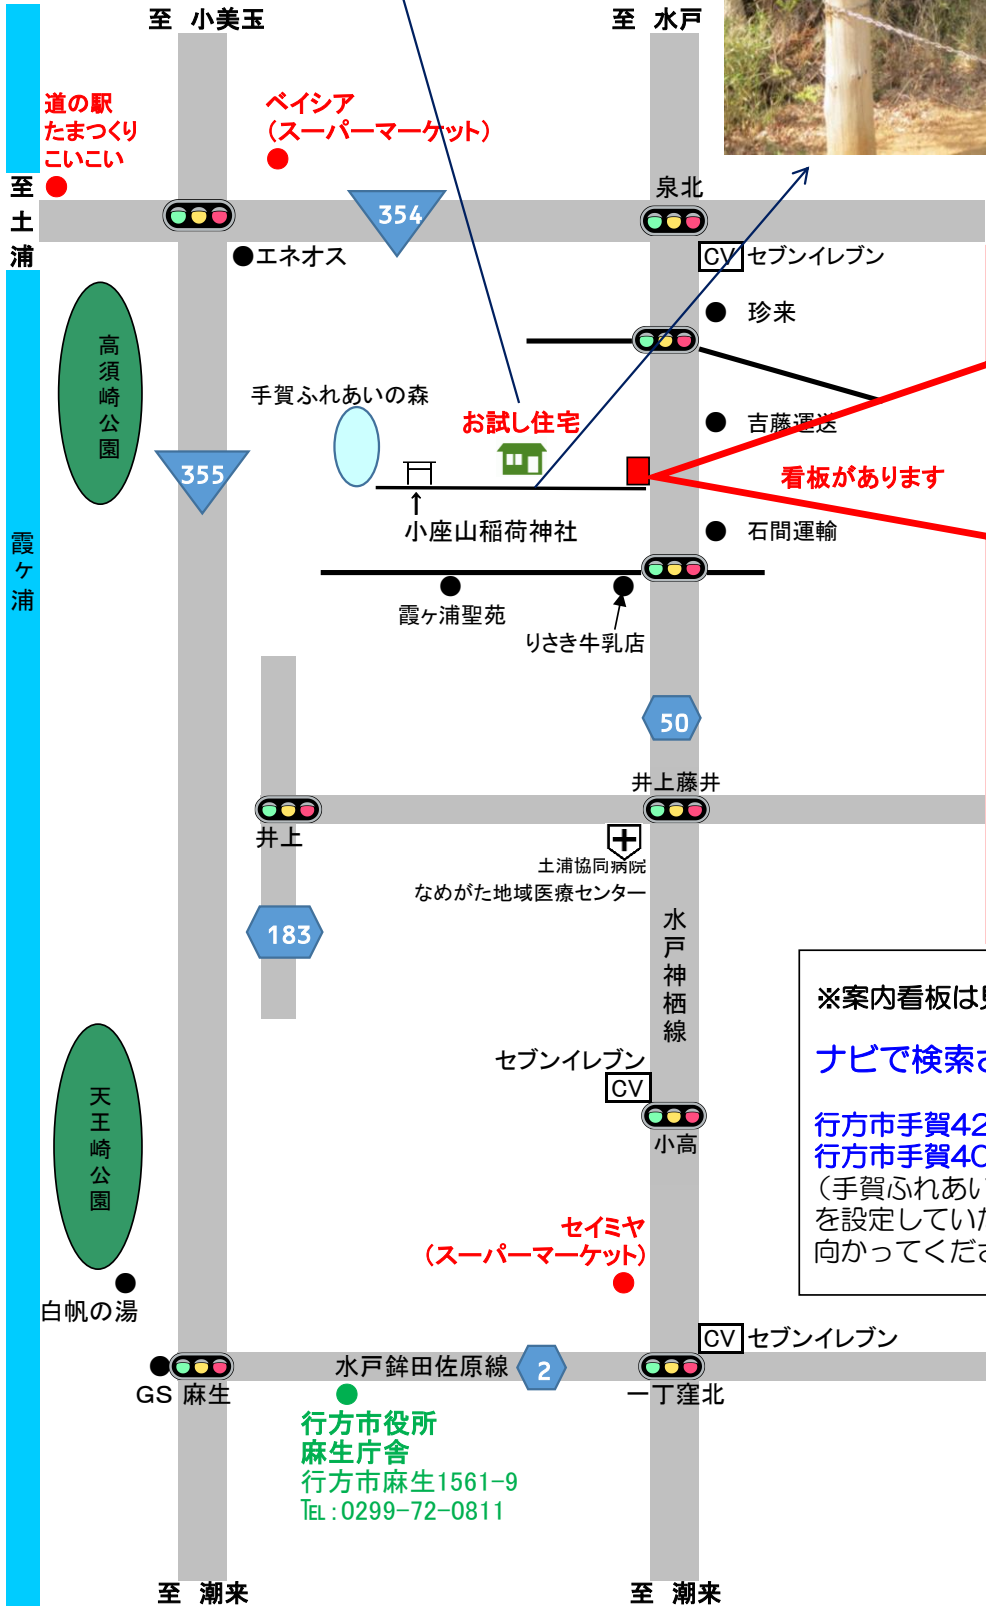 至 小美玉
至 水戸
道の駅
たまつくり
こいこい
ベイシア
（スーパーマーケット）
至土浦
354
泉北
エネオス
CV セブンイレブン
珍来
高須崎公園
手賀ふれあいの森
お試し住宅
吉藤運送
355
看板があります
小座山稲荷神社
石間運輸
霞ヶ浦
霞ヶ浦聖苑
りさき牛乳店
50
井上藤井
井上
土浦協同病院
なめがた地域医療センター
183
水戸神栖線
※案内看板は
ナビで検索
セブンイレブン
CV
小高
天王崎公園
行方市手賀42
行方市手賀40
（手賀ふれあい
を設定していた
向かってくださ
セイミヤ
（スーパーマーケット）
白帆の湯
CV セブンイレブン
水戸鉾田佐原線 2
GS 麻生
一丁窪北
行方市役所
麻生庁舎
行方市麻生1561-9
℡：0299-72-0811
至 潮来
至 潮来